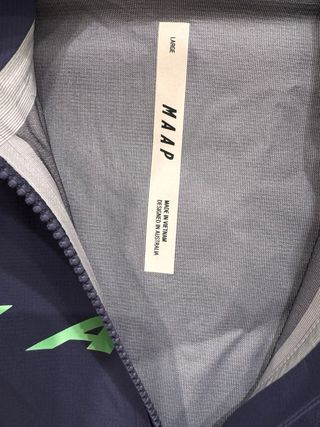 LARGE
MAAP
MADE IN VIETNAM
DESIGNED IN AUSTRALIA